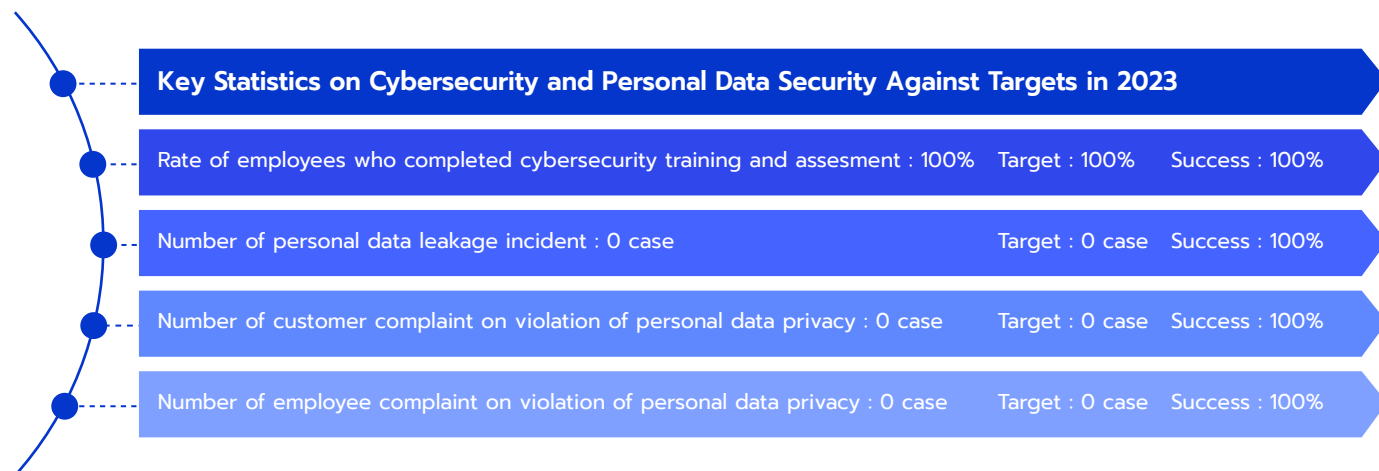 Key Statistics on Cybersecurity and Personal Data Security Against Targets in 2023
Rate of employees who completed cybersecurity training and assesment : 100% Target : 100% Success : 100%
Number of personal data leakage incident : 0 case Target : 0 case Success : 100%
Number of customer complaint on violation of personal data privacy : 0 case Target : 0 case Success : 100%
Number of employee complaint on violation of personal data privacy : 0 case Target : 0 case Success : 100%